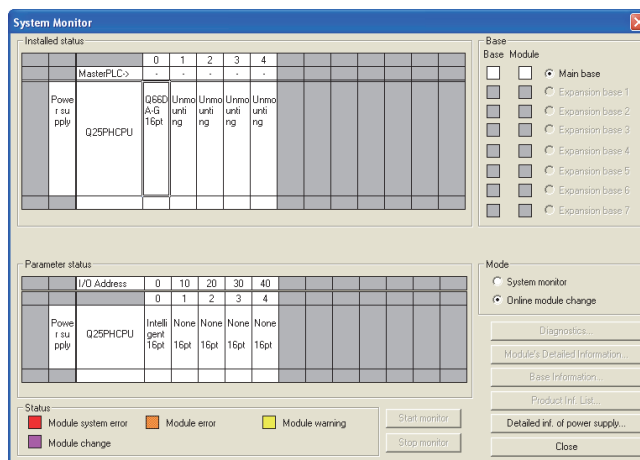 System Monitor
Installed status
0 1 2 3 4
MasterPLC-> - - - - -
Powe
r su
pply
Q25PHCPU
Q66D
A-G
16pt
Unmo
unti
ng
Unmo
unti
ng
Unmo
unti
ng
Unmo
unti
ng
Base
Base Module
Main base
Expansion base 1
Expansion base 2
Expansion base 3
Expansion base 4
Expansion base 5
Expansion base 6
Expansion base 7
Parameter status
I/O Address 0 10 20 30 40
0 1 2 3 4
Powe
r su
pply
Q25PHCPU
Intelli
gent
16pt
None
16pt
None
16pt
None
16pt
None
16pt
Mode
System monitor
Online module change
Diagnostics...
Module's Detailed Information...
Base Information...
Product Inf. List...
Detailed inf. of power supply...
Close
Status
Module system error
Module error
Module warning
Module change
Start monitor
Stop monitor